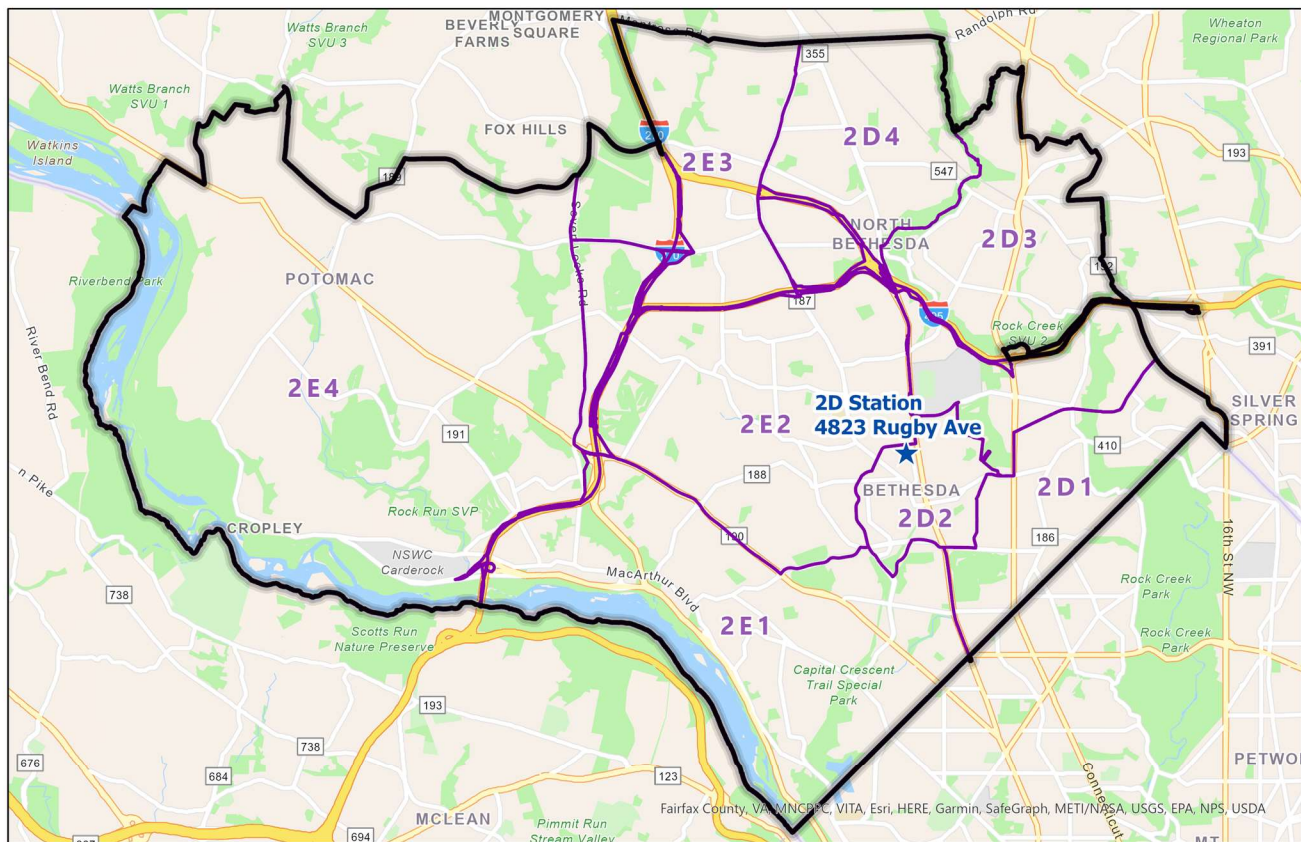 Watts Branch
SVU 3
BEVERLY
FARMS
MONTGOMERY
SQUARE
Randolph Rd
Wheaton
Regional Park
355
Watts Branch
SVU 1
FOX HILLS
2E3
2D4
193
Watkins
Island
189
547
NORTH
BETHESDA
2D3
192
Riverbend Park
POTOMAC
Seven Locks Rd
187
Rock Creek
SVU 2
391
River Bend Rd
2E4
2D Station
4823 Rugby Ave
SILVER
SPRING
2E2
191
410
188
n Pike
BETHESDA
2D1
2D2
Rock Run SVP
CROPLEY
190
186
16th St NW
NSWC
Carderock
MacArthur Blvd
Rock Creek
Park
738
2E1
Scotts Run
Nature Preserve
Rock Creek
Park
Capital Crescent
Trail Special
Park
193
738
676
684
123
PETWO
Connecticut
Fairfax County, VA, MNCPPC, VITA, Esri, HERE, Garmin, SafeGraph, METI/NASA, USGS, EPA, NPS, USDA
MCLEAN
Pimmit Run
Stream Valley
694
MT